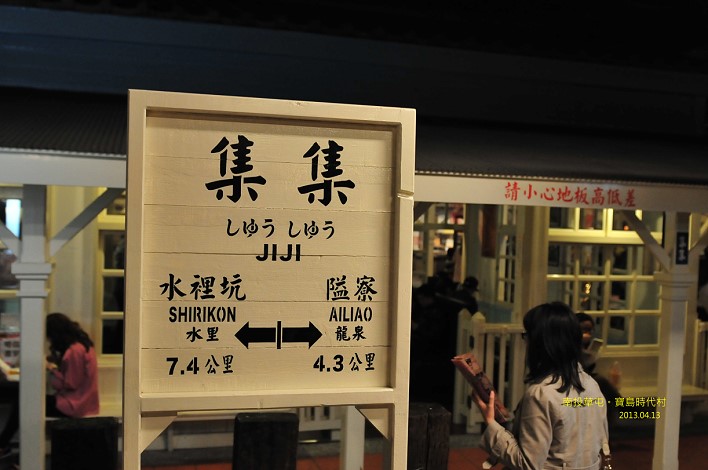 集集
しゆう しゆう
JIJI
水裡坑 隘寮
SHIRIKON AILIAO
水里 龍泉
7.4公里 4.3公里
請小心地板高低差
南投草屯‧寶島時代村
2013.04.13